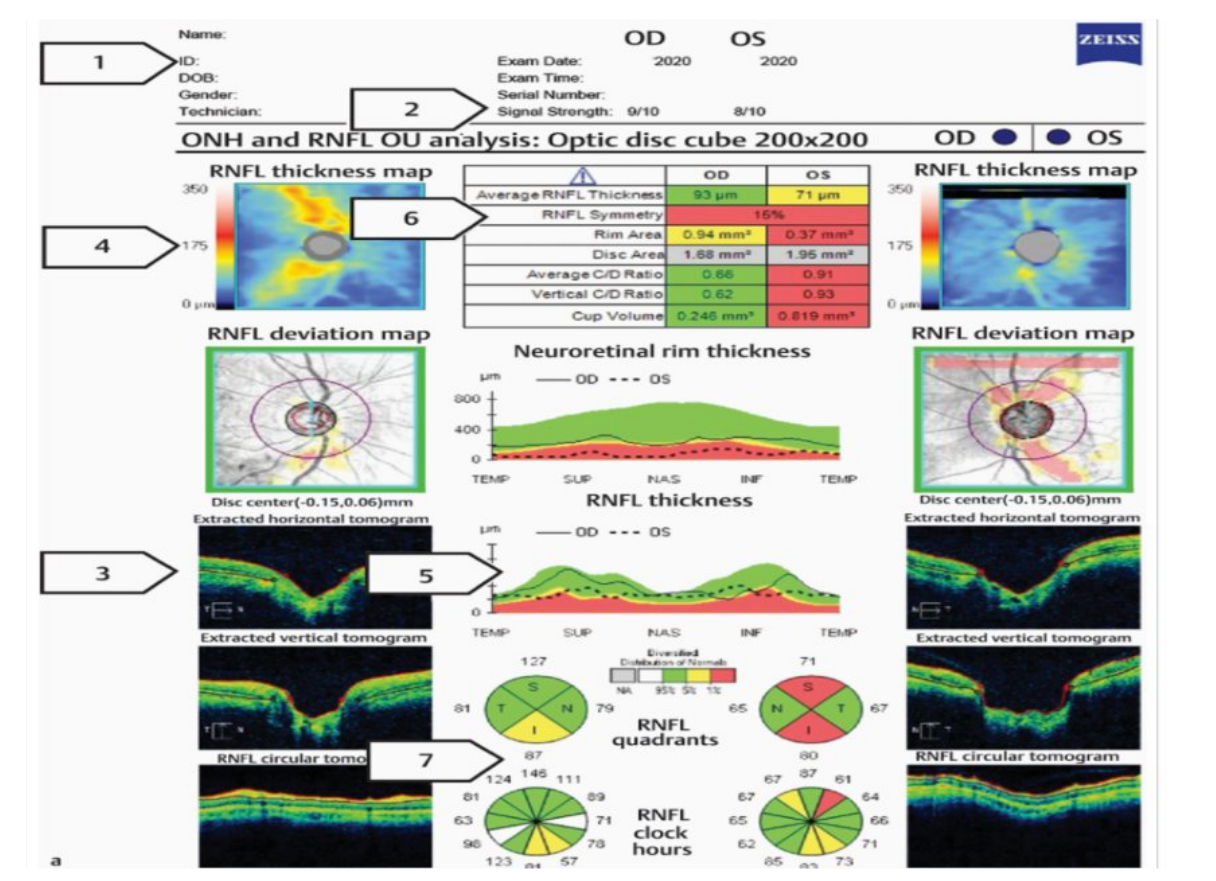 Name:
OD OS
ZEISS
1
ID:
Exam Date: 2020 2020
DOB:
Exam Time:
Gender:
Serial Number:
Technician:
2
Signal Strength: 9/10 8/10
ONH and RNFL OU analysis: Optic disc cube 200x200 OD OS
RNFL thickness map
RNFL thickness map
350
175
0 µm
4
OD OS
Average RNFL Thickness 93 µm 71 µm
6
RNFL Symmetry 15%
Rim Area 0.94 mm² 0.37 mm²
Disc Area 1.68 mm² 1.95 mm²
Average C/D Ratio 0.66 0.91
Vertical C/D Ratio 0.62 0.93
Cup Volume 0.246 mm³ 0.819 mm³
350
175
0 µm
RNFL deviation map
RNFL deviation map
Neuroretinal rim thickness
µm OD OS
800
400
0
TEMP SUP NAS INF TEMP
Disc center(-0.15,0.06)mm
Disc center(-0.15,0.06)mm
RNFL thickness
Extracted horizontal tomogram
Extracted horizontal tomogram
µm OD OS
3
5
0
TEMP SUP NAS INF TEMP
Extracted vertical tomogram
Extracted vertical tomogram
Diversified
Distribution of Normals
NA 95% 5% 1%
127
S
81 T N 79
I
87
71
S
65 N T 67
I
80
RNFL
quadrants
7
RNFL circular tomo
RNFL circular tomogram
124 146 111
81 89
63 71
98 78
123 57
RNFL
clock
hours
67 87 61
67 64
65 66
62 71
85 73
a